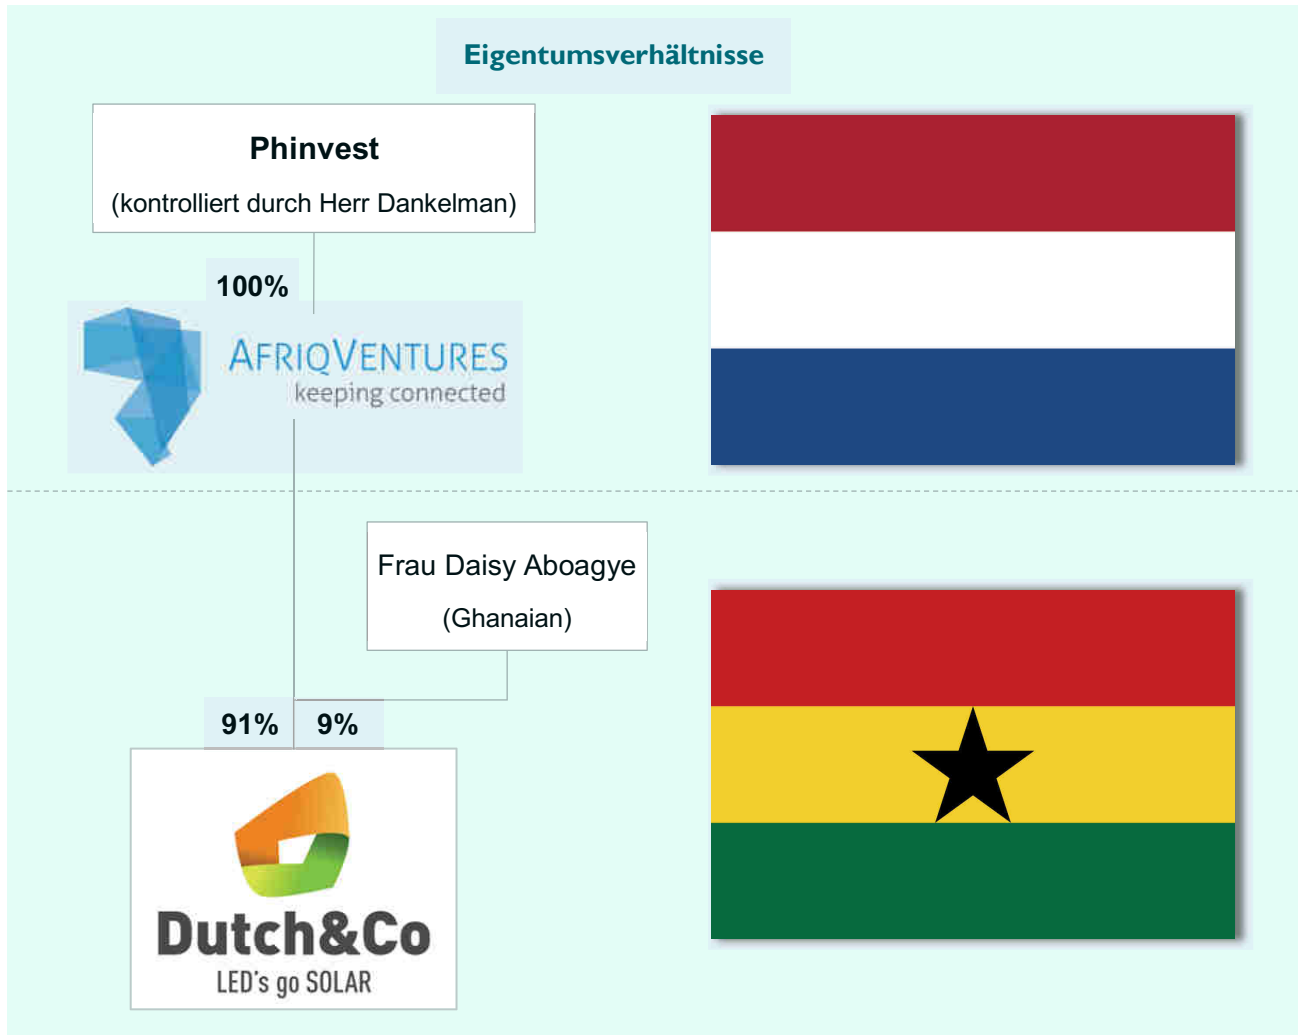 Eigentumsverhältnisse
Phinvest
(kontrolliert durch Herr Dankelman)
100%
AFRIQVENTURES
keeping connected
Frau Daisy Aboagye
(Ghanaian)
91% 9%
Dutch&Co
LED's go SOLAR